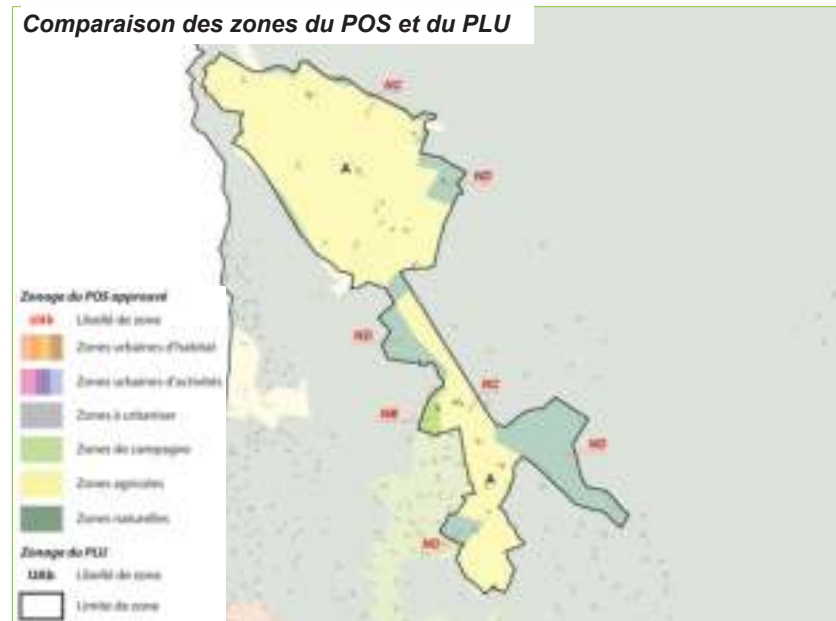 Comparaison des zones du POS et du PLU
NC
A
ND
ND
NC
NB
ND
A
ND
Zonage du POS approuvé
UAb Libellé de zone
Zones urbaines d'habitat
Zones urbaines d'activités
Zones à urbaniser
Zones de campagne
Zones agricoles
Zones naturelles
Zonage du PLU
UAb Libellé de zone
Limite de zone